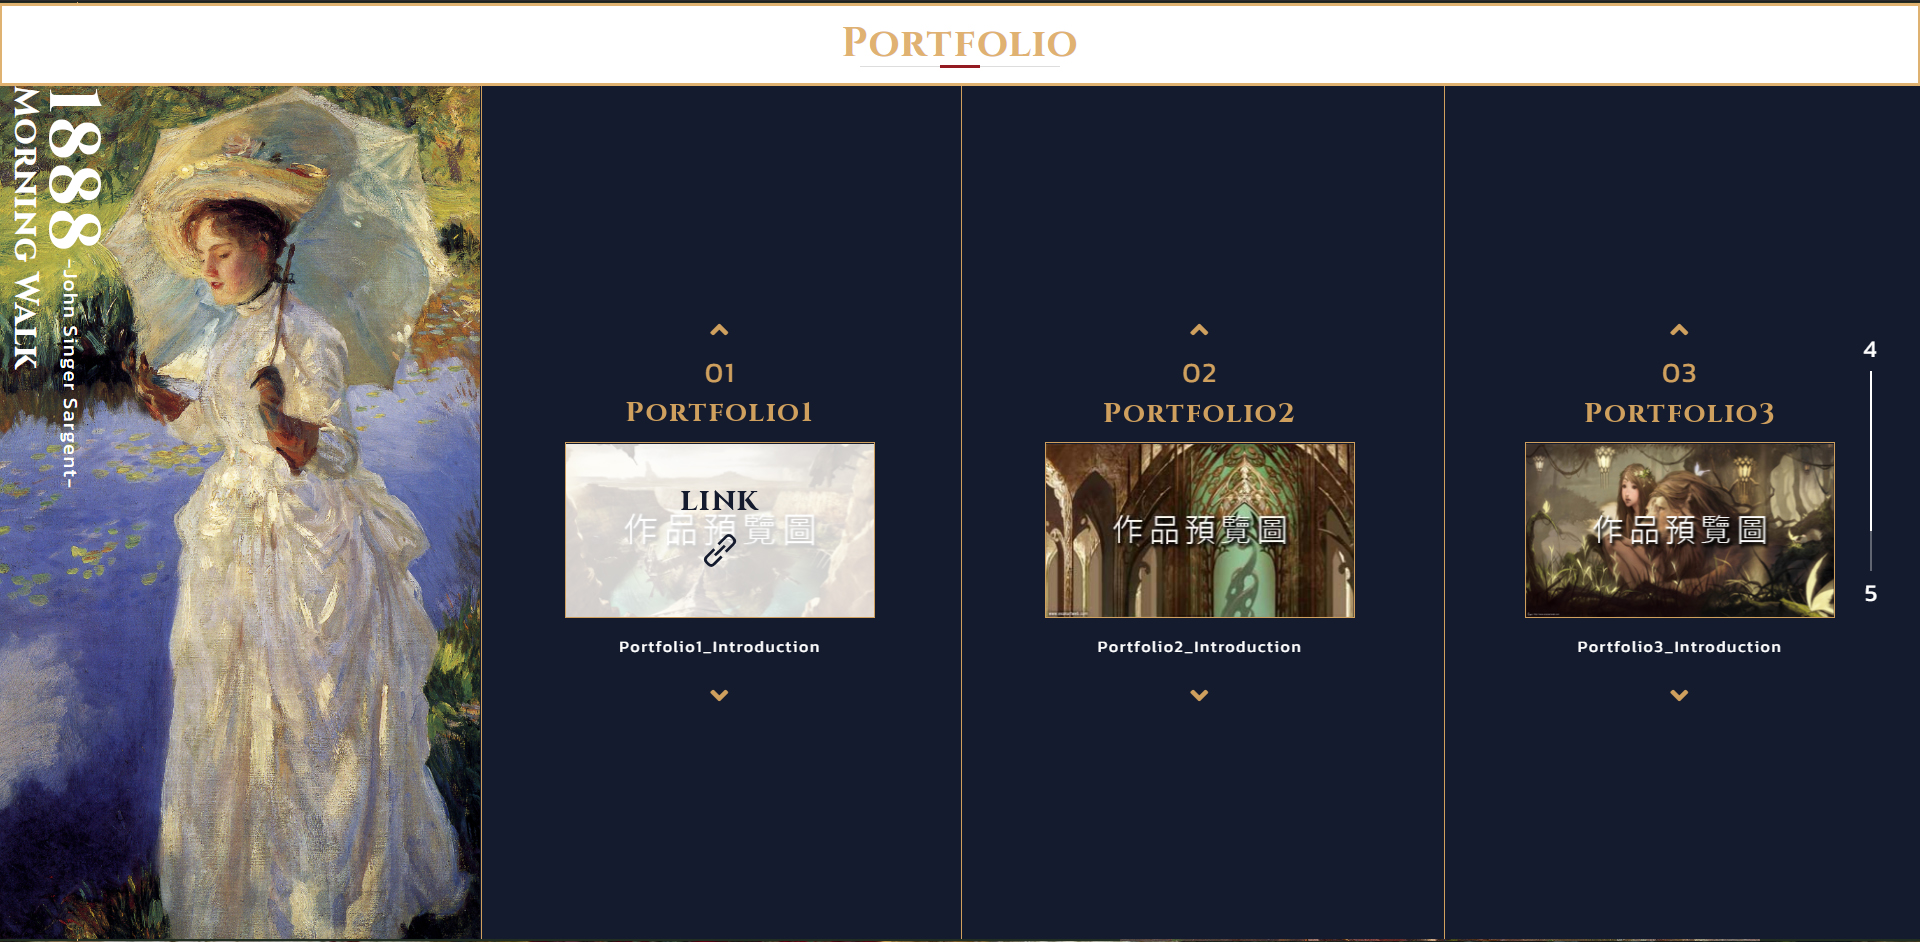 Portfolio
1888 -John Singer Sargent-
Morning Walk
01
Portfolio1
LINK
作品預覽圖
Portfolio1_Introduction
02
Portfolio2
作品預覽圖
Portfolio2_Introduction
03
Portfolio3
作品預覽圖
Portfolio3_Introduction
4
5